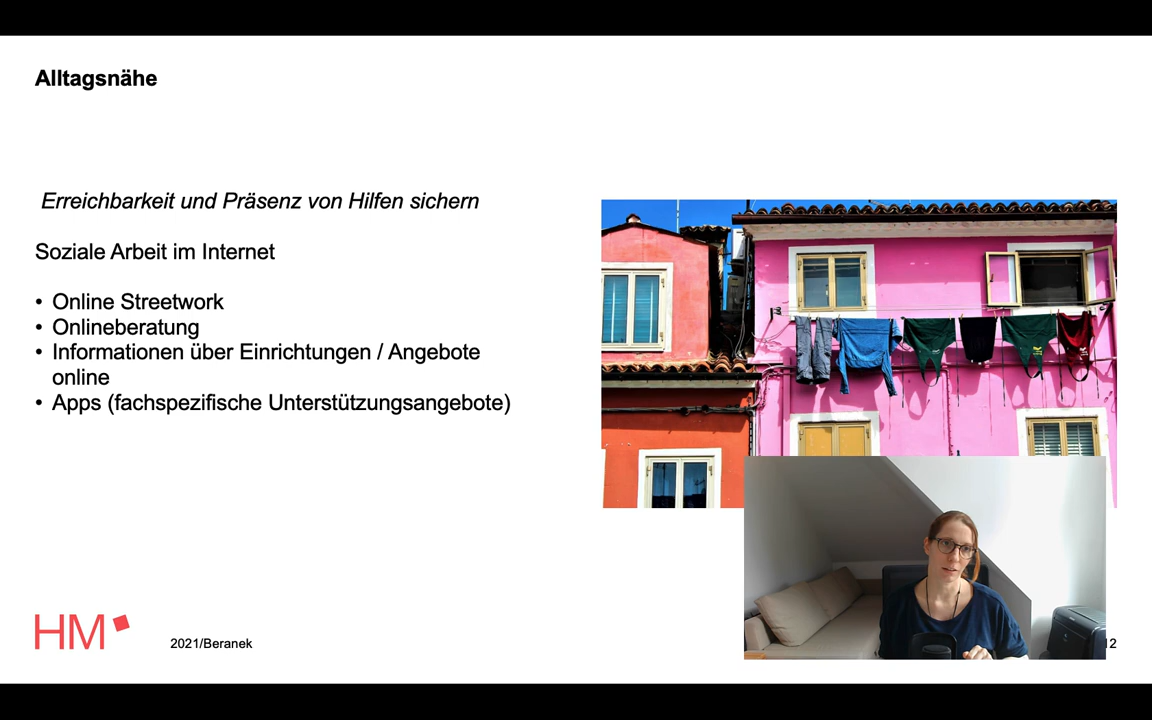 Alltagsnähe
Erreichbarkeit und Präsenz von Hilfen sichern
Soziale Arbeit im Internet
• Online Streetwork
• Onlineberatung
• Informationen über Einrichtungen / Angebote
online
• Apps (fachspezifische Unterstützungsangebote)
HM
2021/Beranek
12